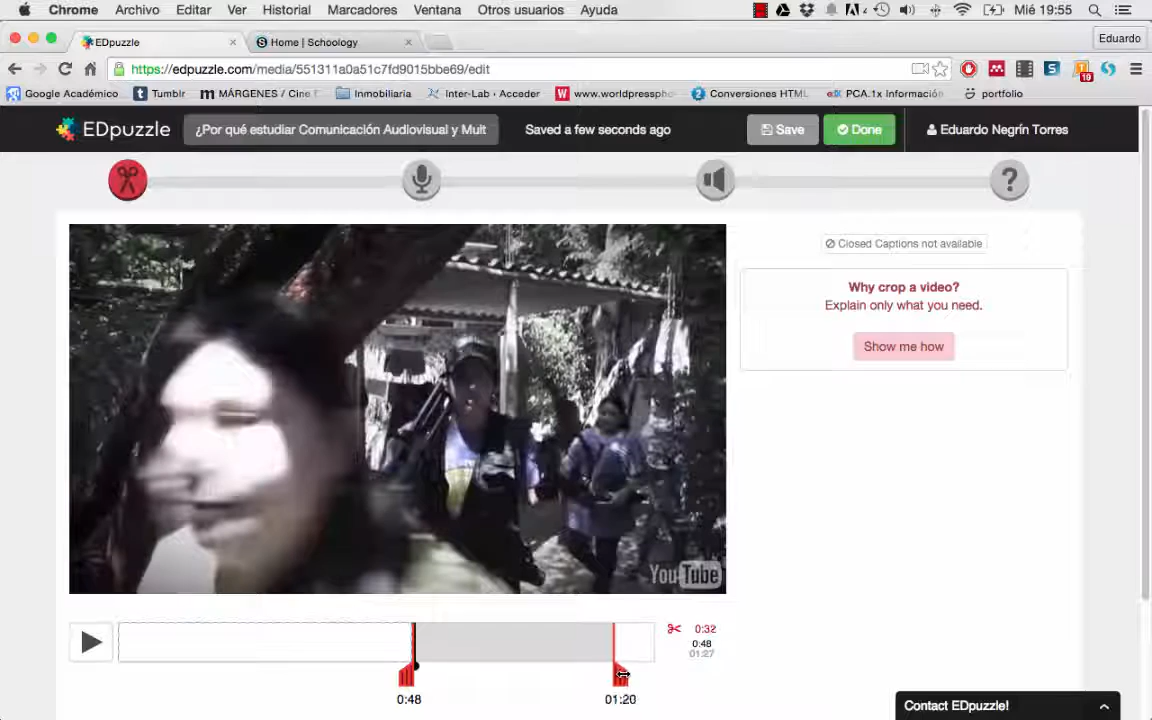 Chrome Archivo Editar Ver Historial Marcadores Ventana Otros usuarios Ayuda Mié 19:55
EDpuzzle Home | Schoology Eduardo
https://edpuzzle.com/media/551311a0a51c7fd9015bbe69/edit 19
Google Académico Tumblr MÁRGENES / Cine Inmobiliaria Inter-Lab › Acceder www.worldpresspho Conversiones HTML PCA.1x Información portfolio
EDpuzzle ¿Por qué estudiar Comunicación Audiovisual y Mult Saved a few seconds ago Save Done Eduardo Negrín Torres
Closed Captions not available
Why crop a video?
Explain only what you need.
Show me how
YouTube
0:32
0:48
01:27
0:48 01:20
Contact EDpuzzle!